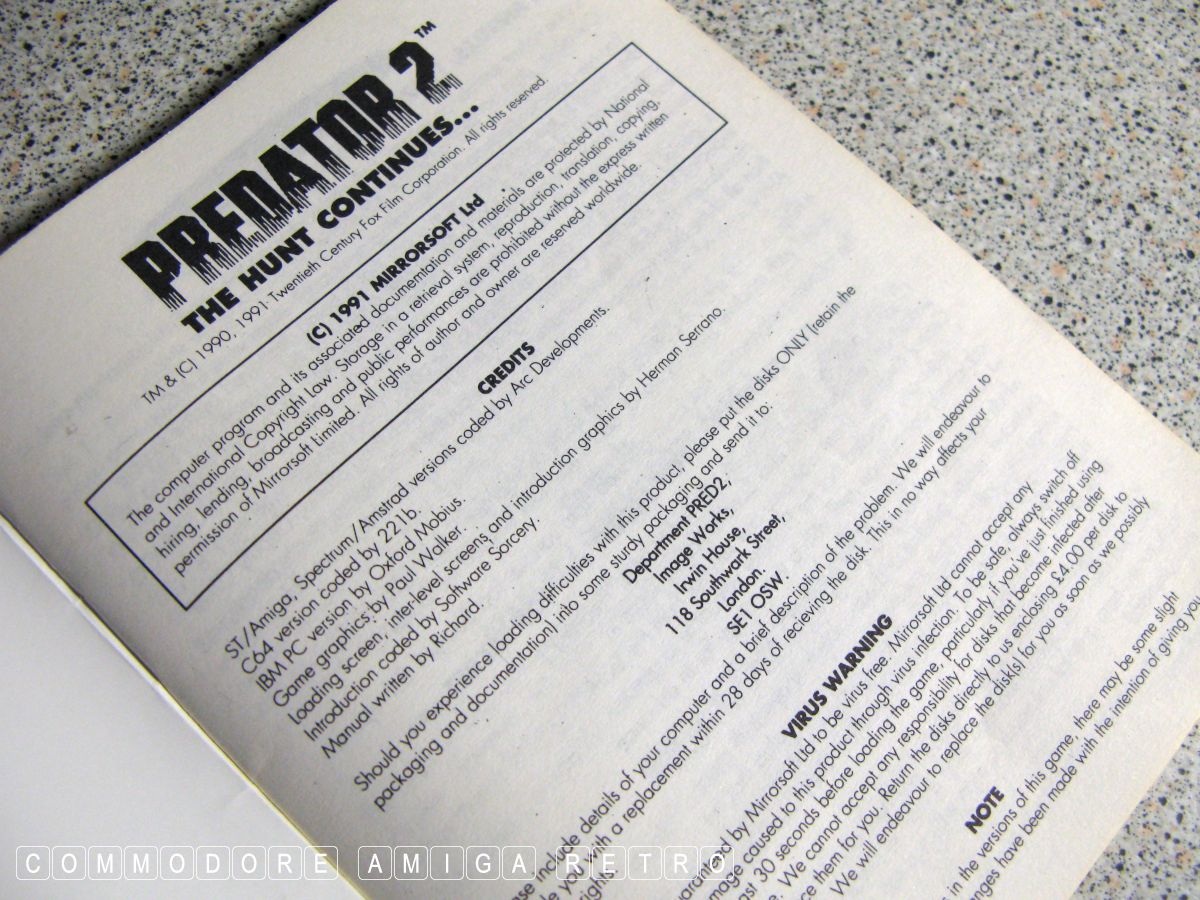 PREDATOR 2™
THE HUNT CONTINUES...
TM & (C) 1990, 1991 Twentieth Century Fox Film Corporation. All rights reserved.
(C) 1991 MIRRORSOFT Ltd
The computer program and its associated documemtation and materials are protected by National
and International Copyright Law. Storage in a retrieval system, reproduction, translation, copying,
hiring, lending, broadcasting and public performances are prohibited without the express written
permission of Mirrorsoft Limited. All rights of author and owner are reserved worldwide.
CREDITS
ST/Amiga, Spectrum/Amstrad versions coded by Arc Developments.
C64 version coded by 221b.
IBM PC version by Oxford Mobius.
Game graphics by Paul Walker.
Loading screen, inter-level screens and introduction graphics by Herman Serrano.
Introduction coded by Software Sorcery.
Manual written by Richard.
Should you experience loading difficulties with this product, please put the disks ONLY (retain the
packaging and documentation) into some sturdy packaging and send it to:
Department PRED2,
Image Works,
Irwin House,
118 Southwark Street,
London.
SE1 OSW.
include details of your computer and a brief description of the problem. We will endeavour to
you with a replacement within 28 days of recieving the disk. This in no way affects your
rights.
VIRUS WARNING
by Mirrorsoft Ltd to be virus free. Mirrorsoft Ltd cannot accept any
caused to this product through virus infection. To be safe, always switch off
30 seconds before loading the game, particularly if you've just finished using
We cannot accept any responsibility for disks that become infected after
them for you. Return the disks directly to us enclosing £4.00 per disk to
We will endeavour to replace the disk(s) for you as soon as we possibly
NOTE
in the versions of this game, there may be some slight
have been made with the intention of giving you
COMMODORE AMIGA RETRO